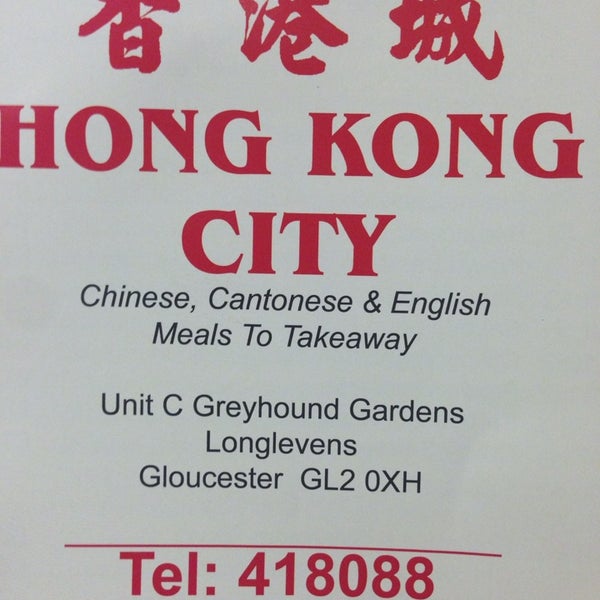 香港城
HONG KONG
CITY
Chinese, Cantonese & English
Meals To Takeaway
Unit C Greyhound Gardens
Longlevens
Gloucester GL2 0XH
Tel: 418088